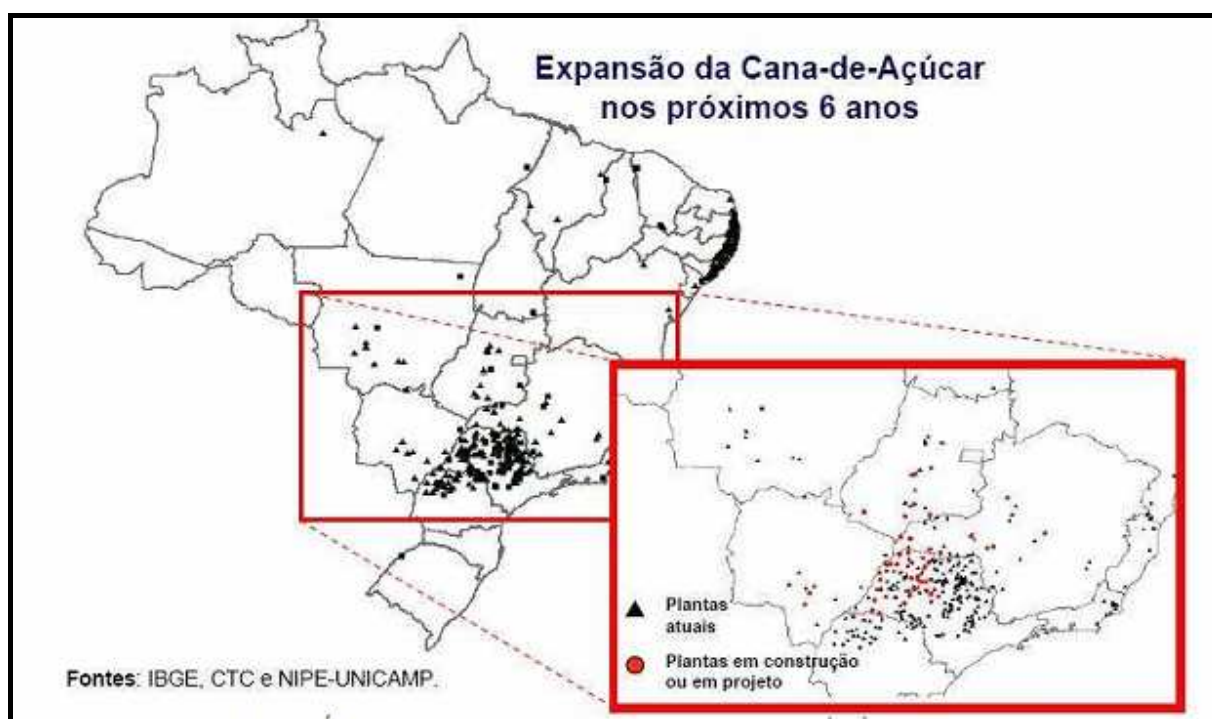 Expansão da Cana-de-Açúcar
nos próximos 6 anos
Plantas
atuais
Plantas em construção
ou em projeto
Fontes: IBGE, CTC e NIPE-UNICAMP.